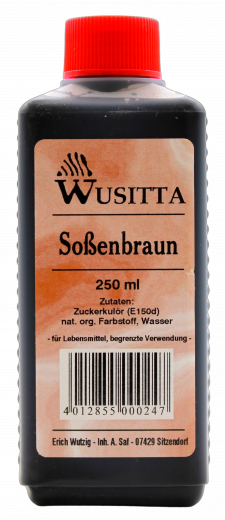 WUSITTA
Soßenbraun
250 ml
Zutaten:
Zuckerkulör (E150d)
nat. org. Farbstoff, Wasser
- für Lebensmittel, begrenzte Verwendung -
4 012855 000247
Erich Wutzig - Inh. A. Saf - 07429 Sitzendorf